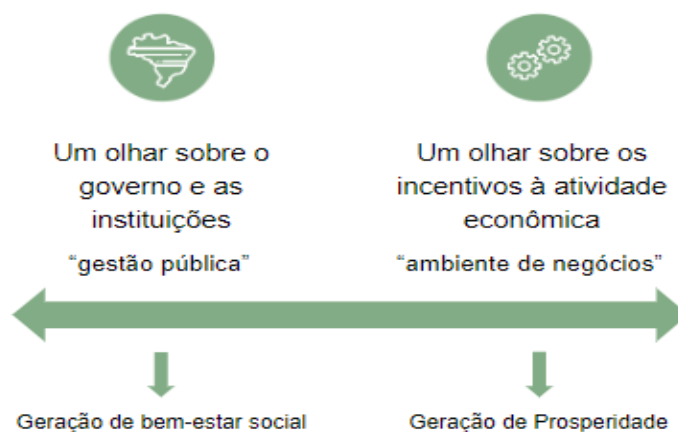 Um olhar sobre o
governo e as
instituições
“gestão pública”
Um olhar sobre os
incentivos à atividade
econômica
“ambiente de negócios”
Geração de bem-estar social
Geração de Prosperidade